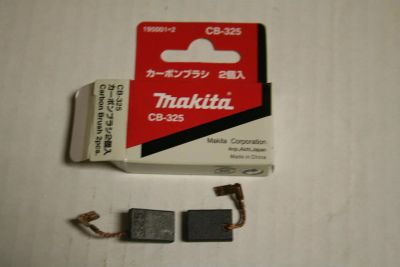 195001-2 CB-325
カーボンブラシ 2個入
makita
CB-325
Makita Corporation
Anjo,Aichi,Japan
Made in China
CB-325
カーボンブラシ2個入
Carbon Brush 2pcs.